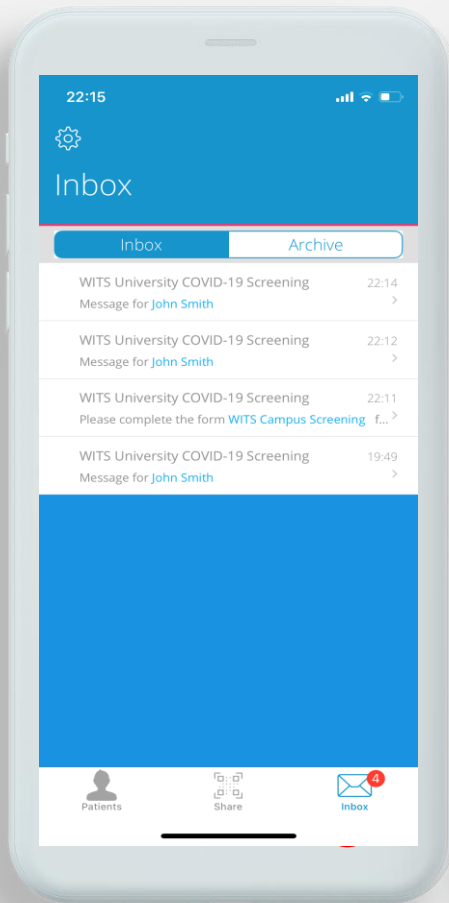 22:15
Inbox
Inbox Archive
WITS University COVID-19 Screening 22:14
Message for John Smith
WITS University COVID-19 Screening 22:12
Message for John Smith
WITS University COVID-19 Screening 22:11
Please complete the form WITS Campus Screening f...
WITS University COVID-19 Screening 19:49
Message for John Smith
4
Patients Share Inbox